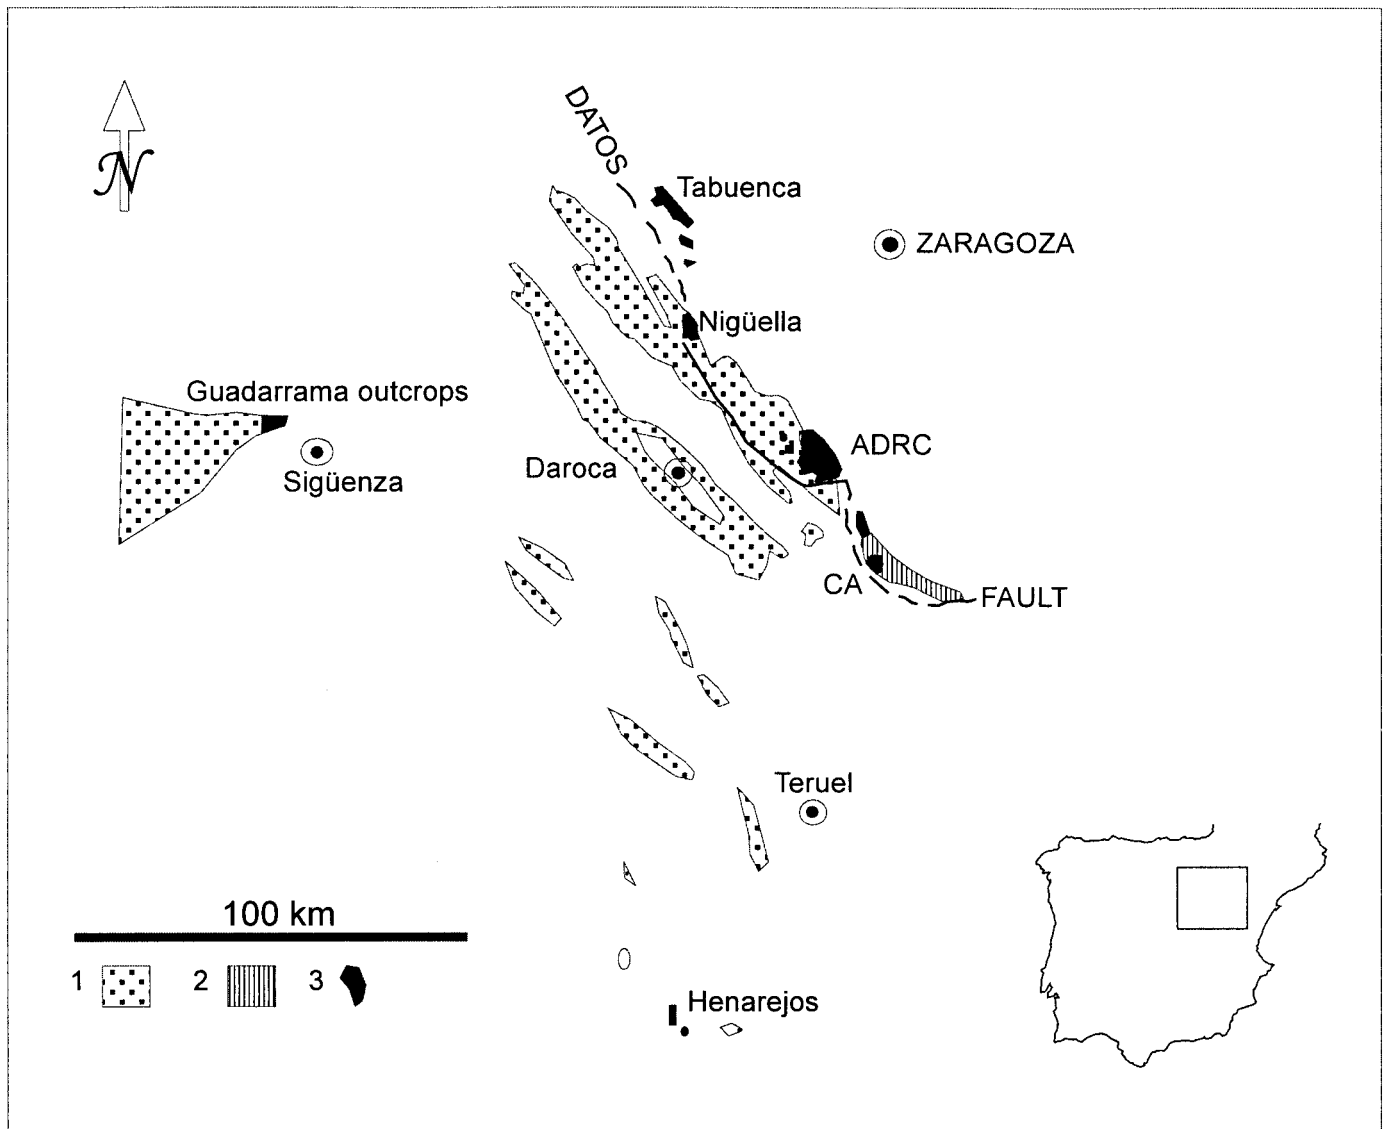 DATOS
Tabuenca
N
ZARAGOZA
Nigüella
Guadarrama outcrops
ADRC
Daroca
Sigüenza
CA
FAULT
Teruel
100 km
1 2 3
Henarejos